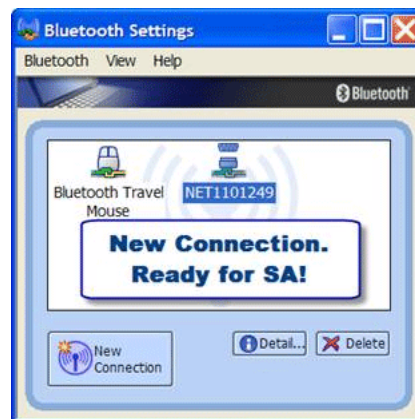 Bluetooth Settings
Bluetooth View Help
Bluetooth
Bluetooth Travel
Mouse
NET1101249
New Connection.
Ready for SA!
New
Connection
Detail...
Delete